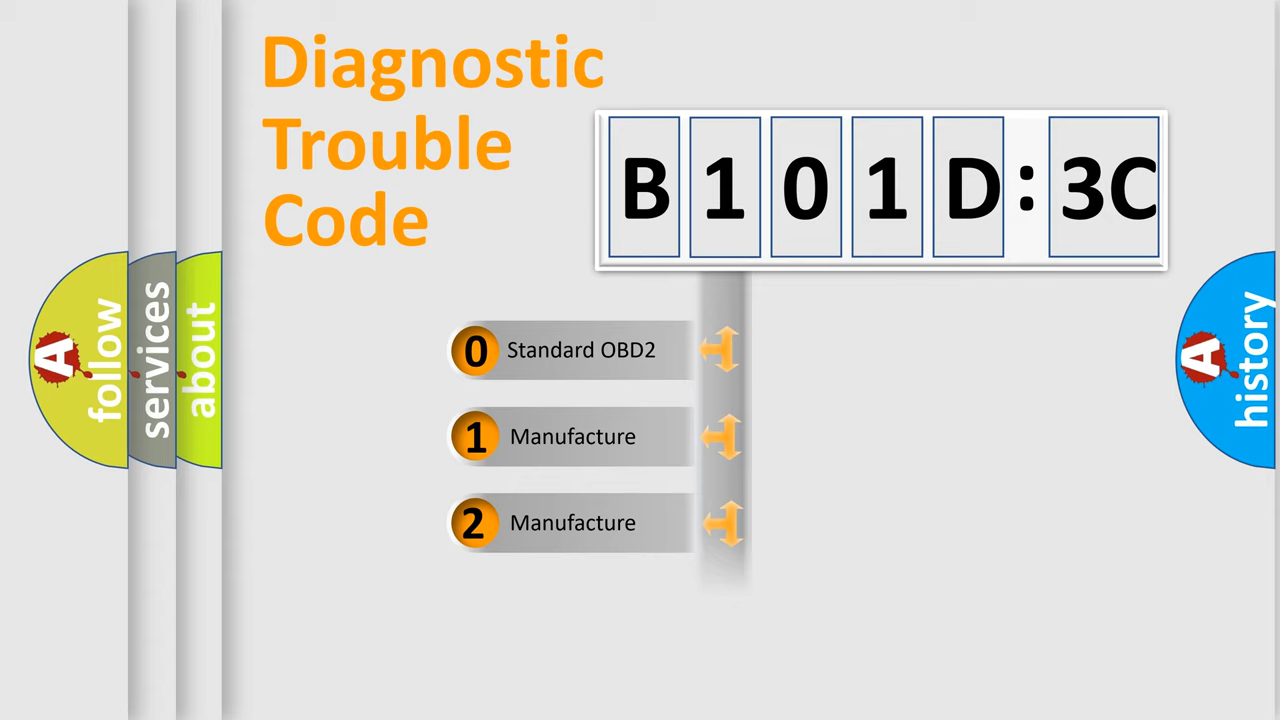 Diagnostic
Trouble
Code
B 1 0 1 D : 3C
0 Standard OBD2
1 Manufacture
2 Manufacture
A follow
services
about
A history